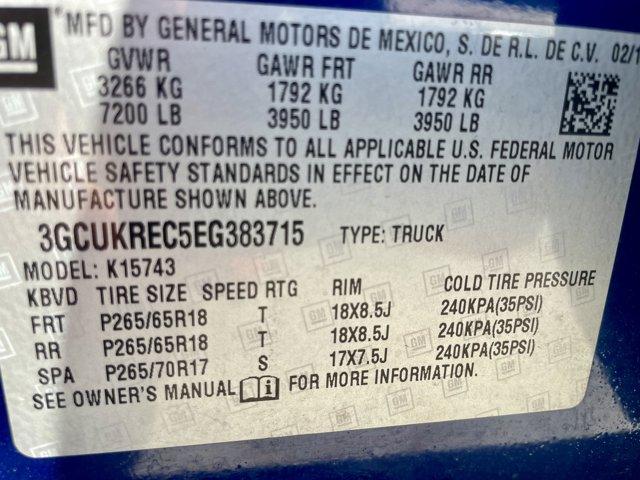 GM
MFD BY GENERAL MOTORS DE MEXICO, S. DE R.L. DE C.V. 02/1
GVWR GAWR FRT GAWR RR
3266 KG 1792 KG 1792 KG
7200 LB 3950 LB 3950 LB
THIS VEHICLE CONFORMS TO ALL APPLICABLE U.S. FEDERAL MOTOR
VEHICLE SAFETY STANDARDS IN EFFECT ON THE DATE OF
MANUFACTURE SHOWN ABOVE.
3GCUKREC5EG383715 TYPE: TRUCK
MODEL: K15743
KBVD TIRE SIZE SPEED RTG RIM COLD TIRE PRESSURE
FRT P265/65R18 T 18X8.5J 240KPA(35PSI)
RR P265/65R18 T 18X8.5J 240KPA(35PSI)
SPA P265/70R17 S 17X7.5J 240KPA(35PSI)
SEE OWNER'S MANUAL FOR MORE INFORMATION.